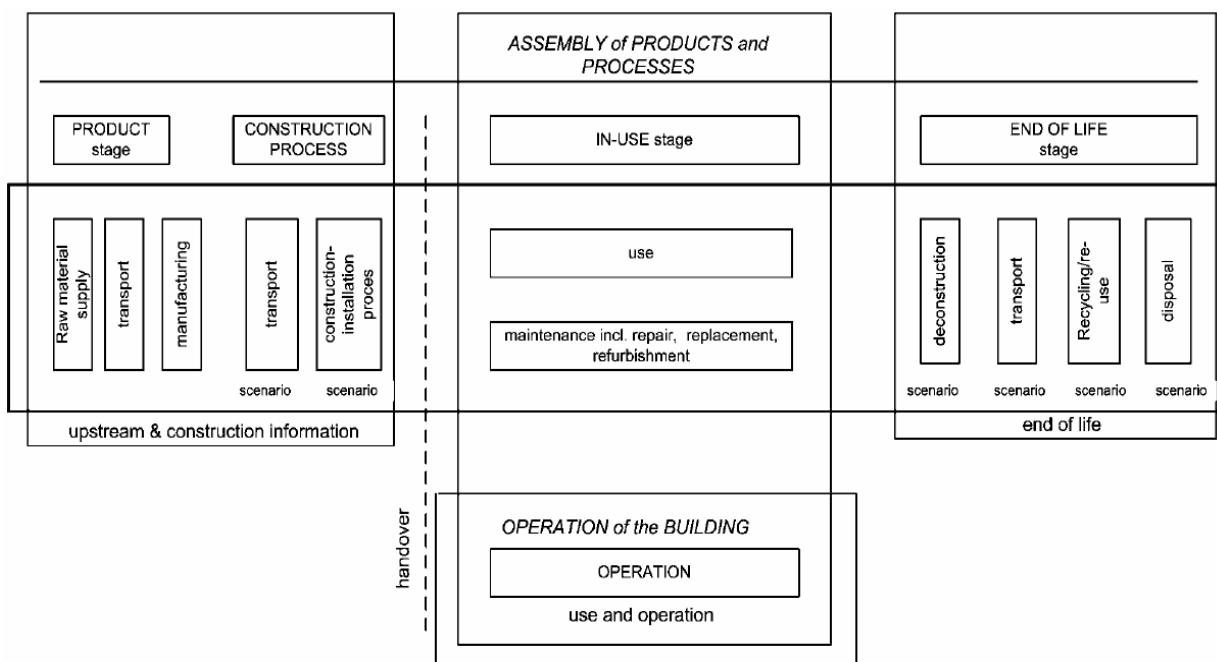 ASSEMBLY of PRODUCTS and
PROCESSES
PRODUCT
stage
CONSTRUCTION
PROCESS
IN-USE stage
END OF LIFE
stage
Raw material
supply
transport
manufacturing
transport
construction-
installation
proces
use
maintenance incl. repair, replacement,
refurbishment
deconstruction
transport
Recycling/re-
use
disposal
scenario
scenario
scenario
scenario
scenario
scenario
upstream & construction information
end of life
handover
OPERATION of the BUILDING
OPERATION
use and operation